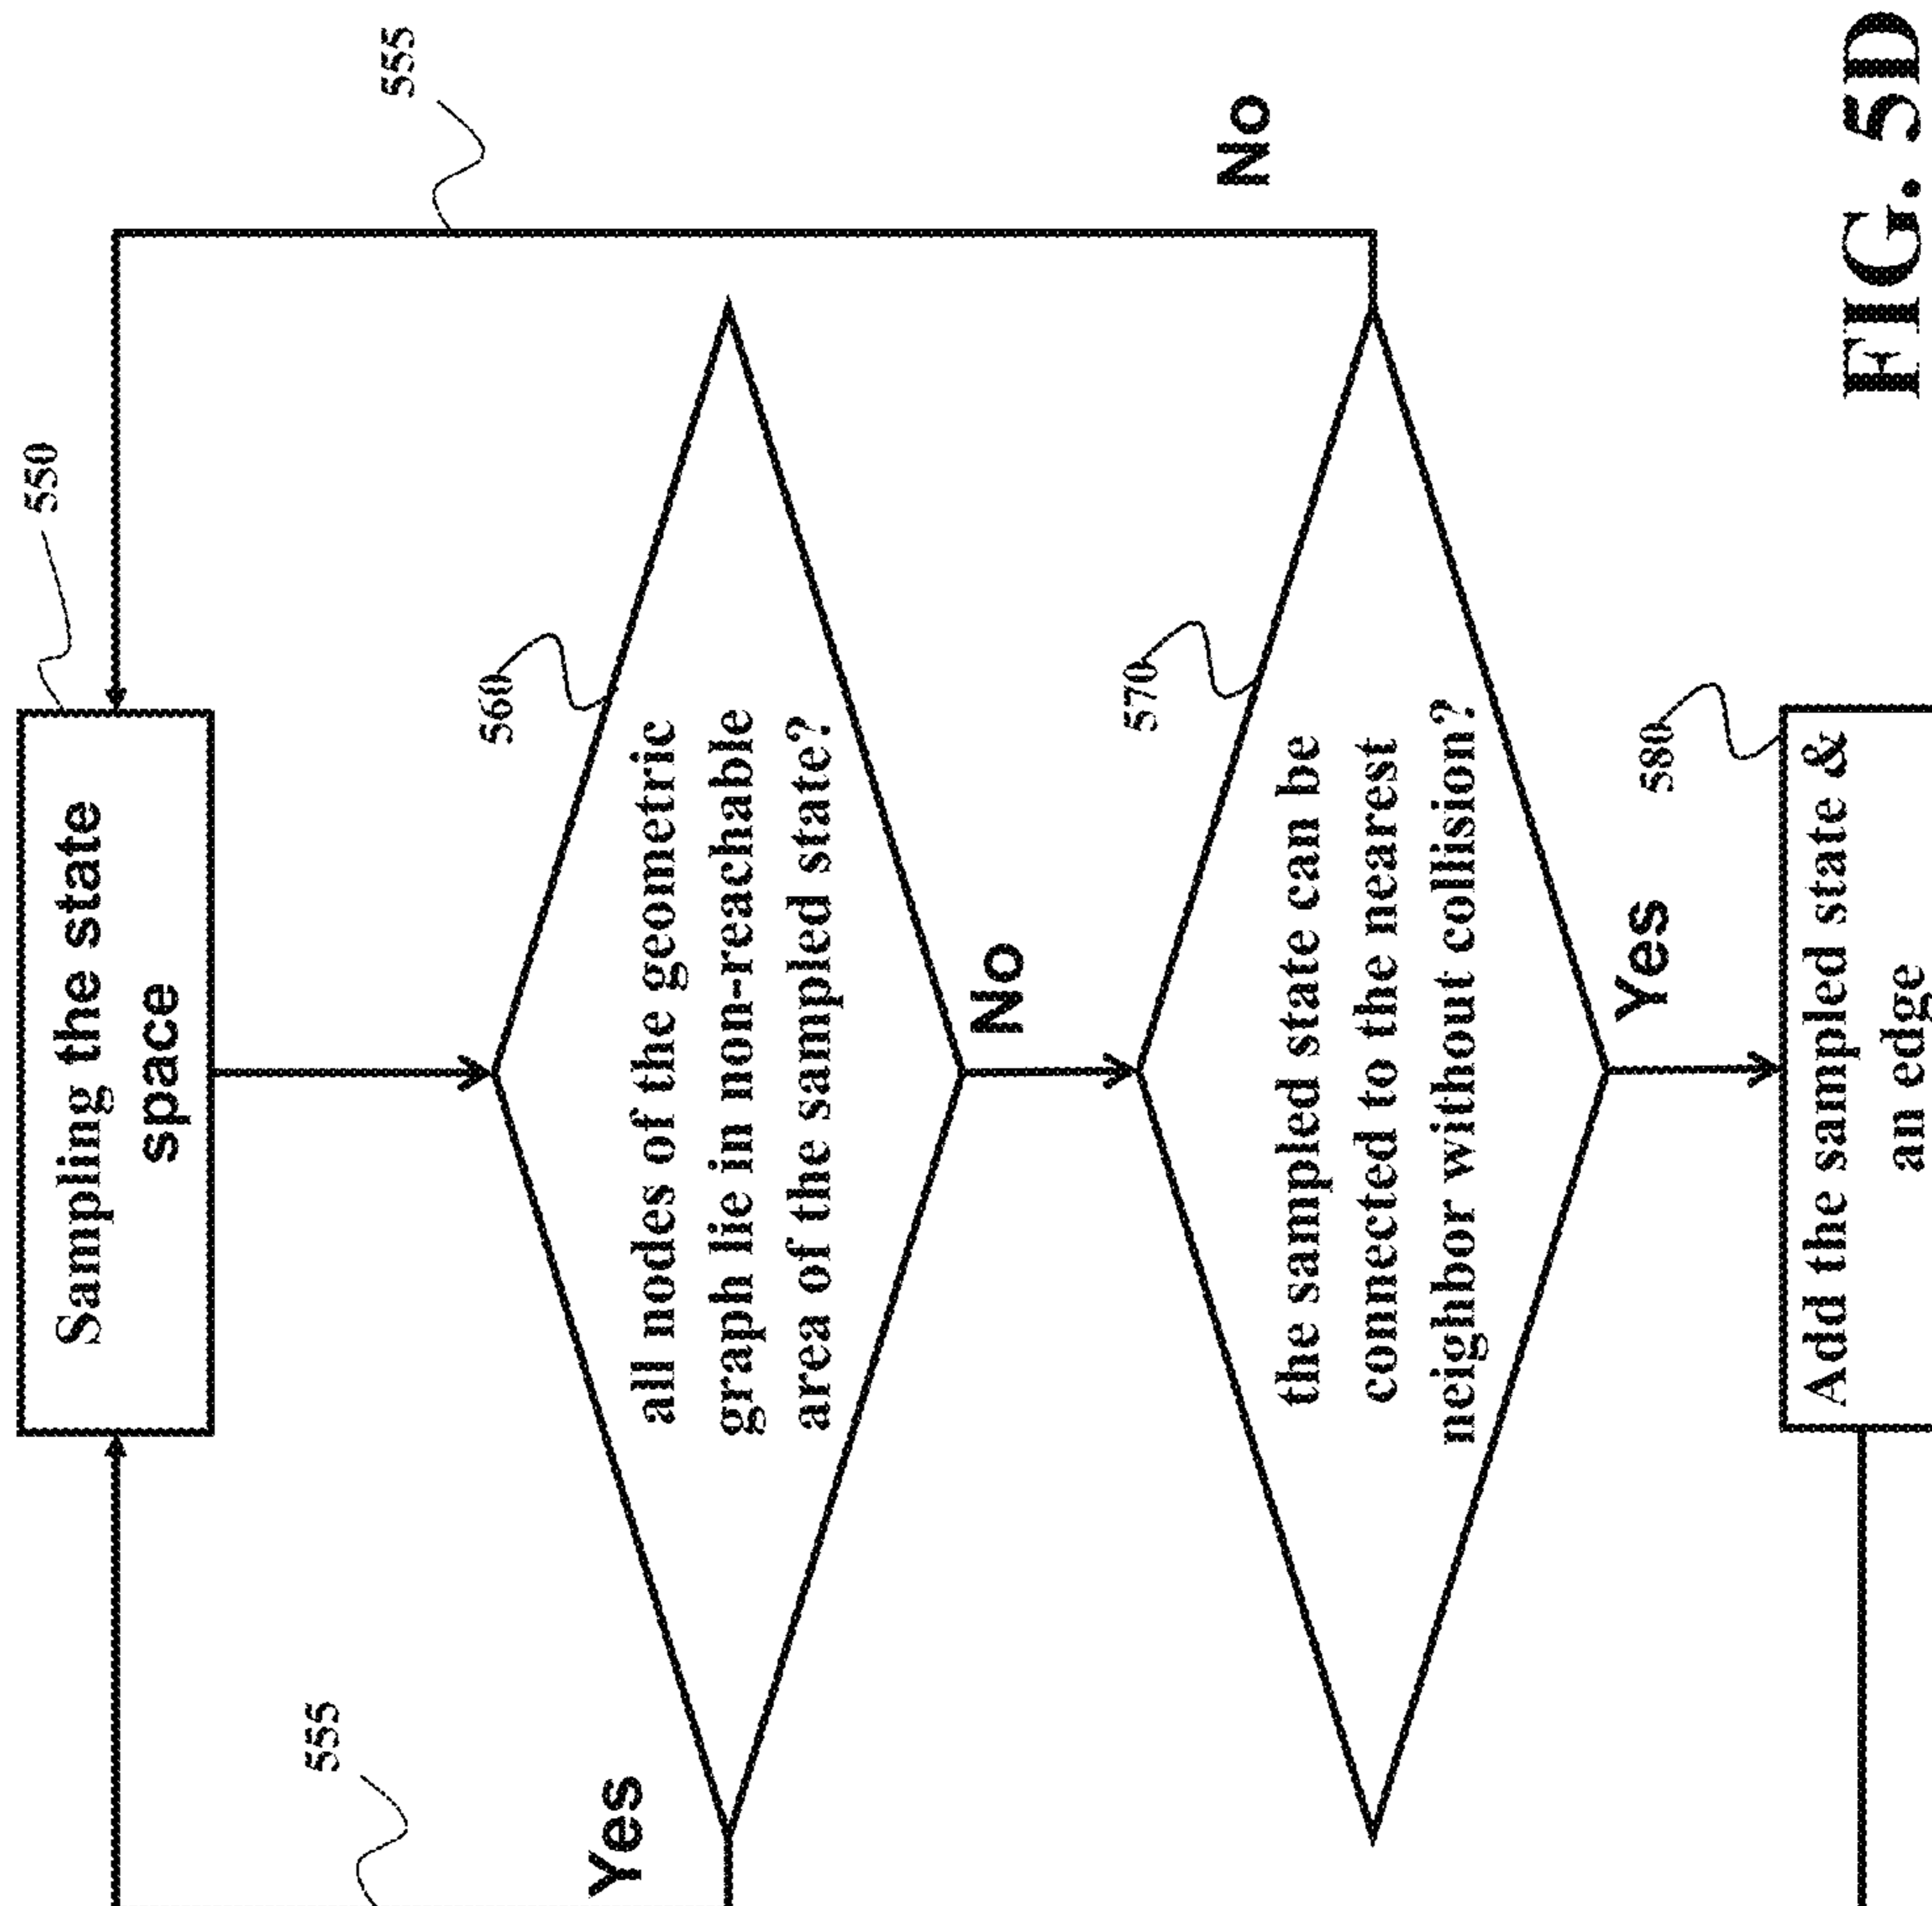 550
Sampling the state
space
555
555
560
all nodes of the geometric
graph lie in non-reachable
area of the sampled state?
Yes
No
570
the sampled state can be
connected to the nearest
neighbor without collision?
No
Yes
580
Add the sampled state &
an edge
FIG. 5D